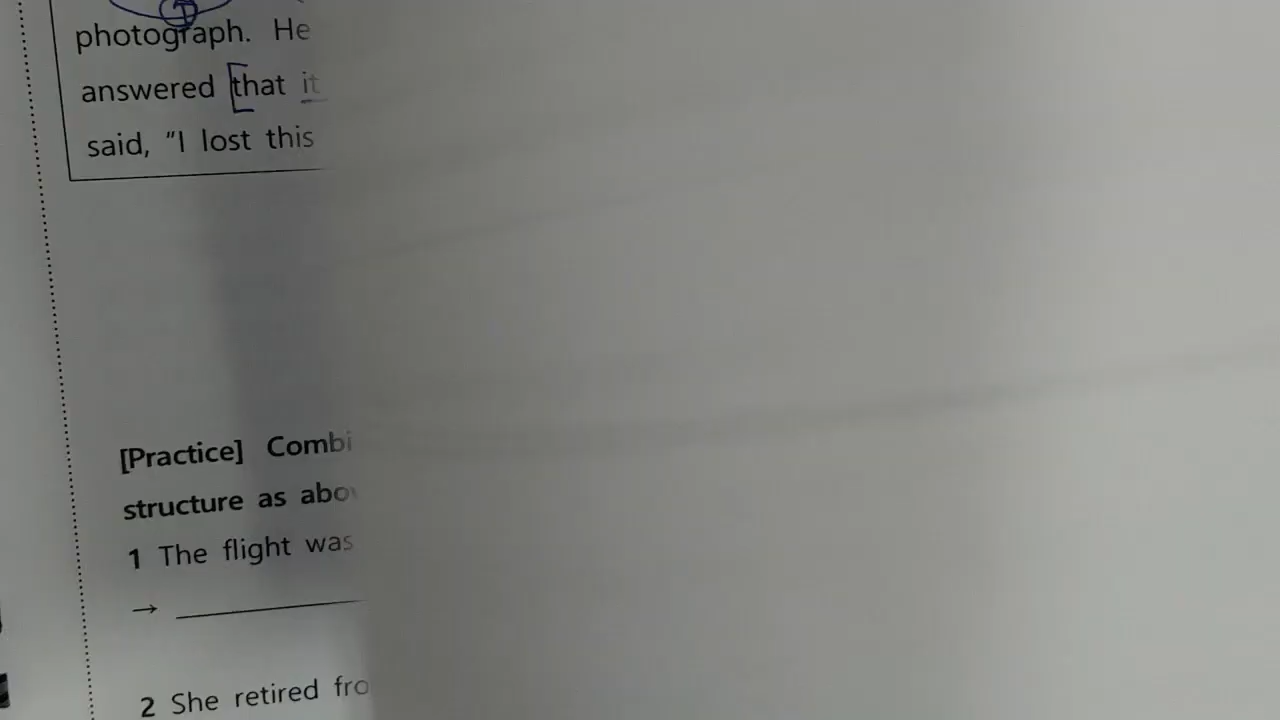 photograph. He
answered that it
said, "I lost this
[Practice] Combi
structure as abo
1 The flight was
→
2 She retired fro